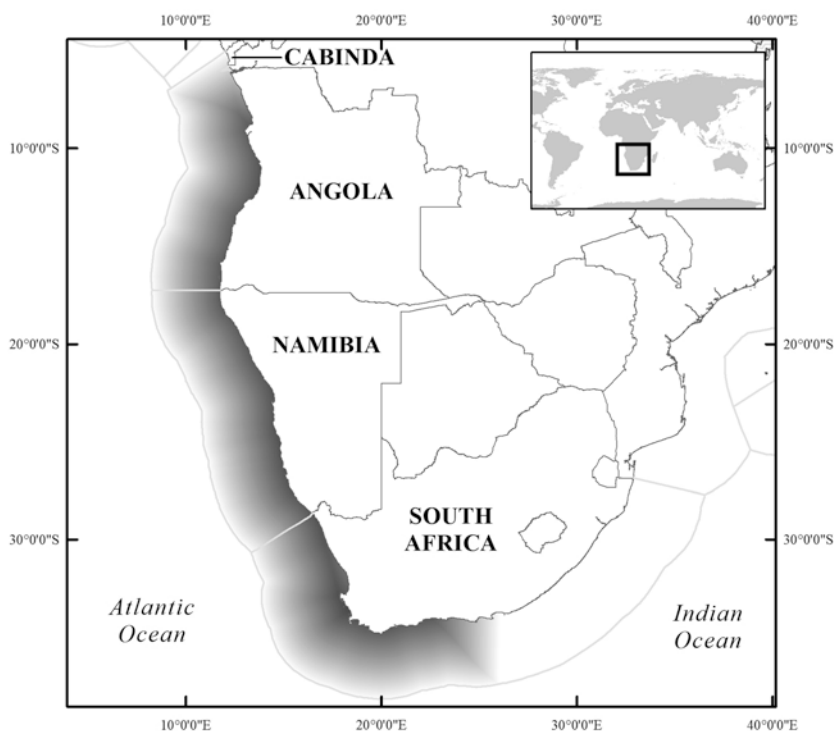 10°0'0"E 20°0'0"E 30°0'0"E 40°0'0"E
CABINDA
10°0'0"S 10°0'0"S
ANGOLA
NAMIBIA
20°0'0"S 20°0'0"S
SOUTH
AFRICA
30°0'0"S 30°0'0"S
Atlantic
Ocean
Indian
Ocean
10°0'0"E 20°0'0"E 30°0'0"E 40°0'0"E